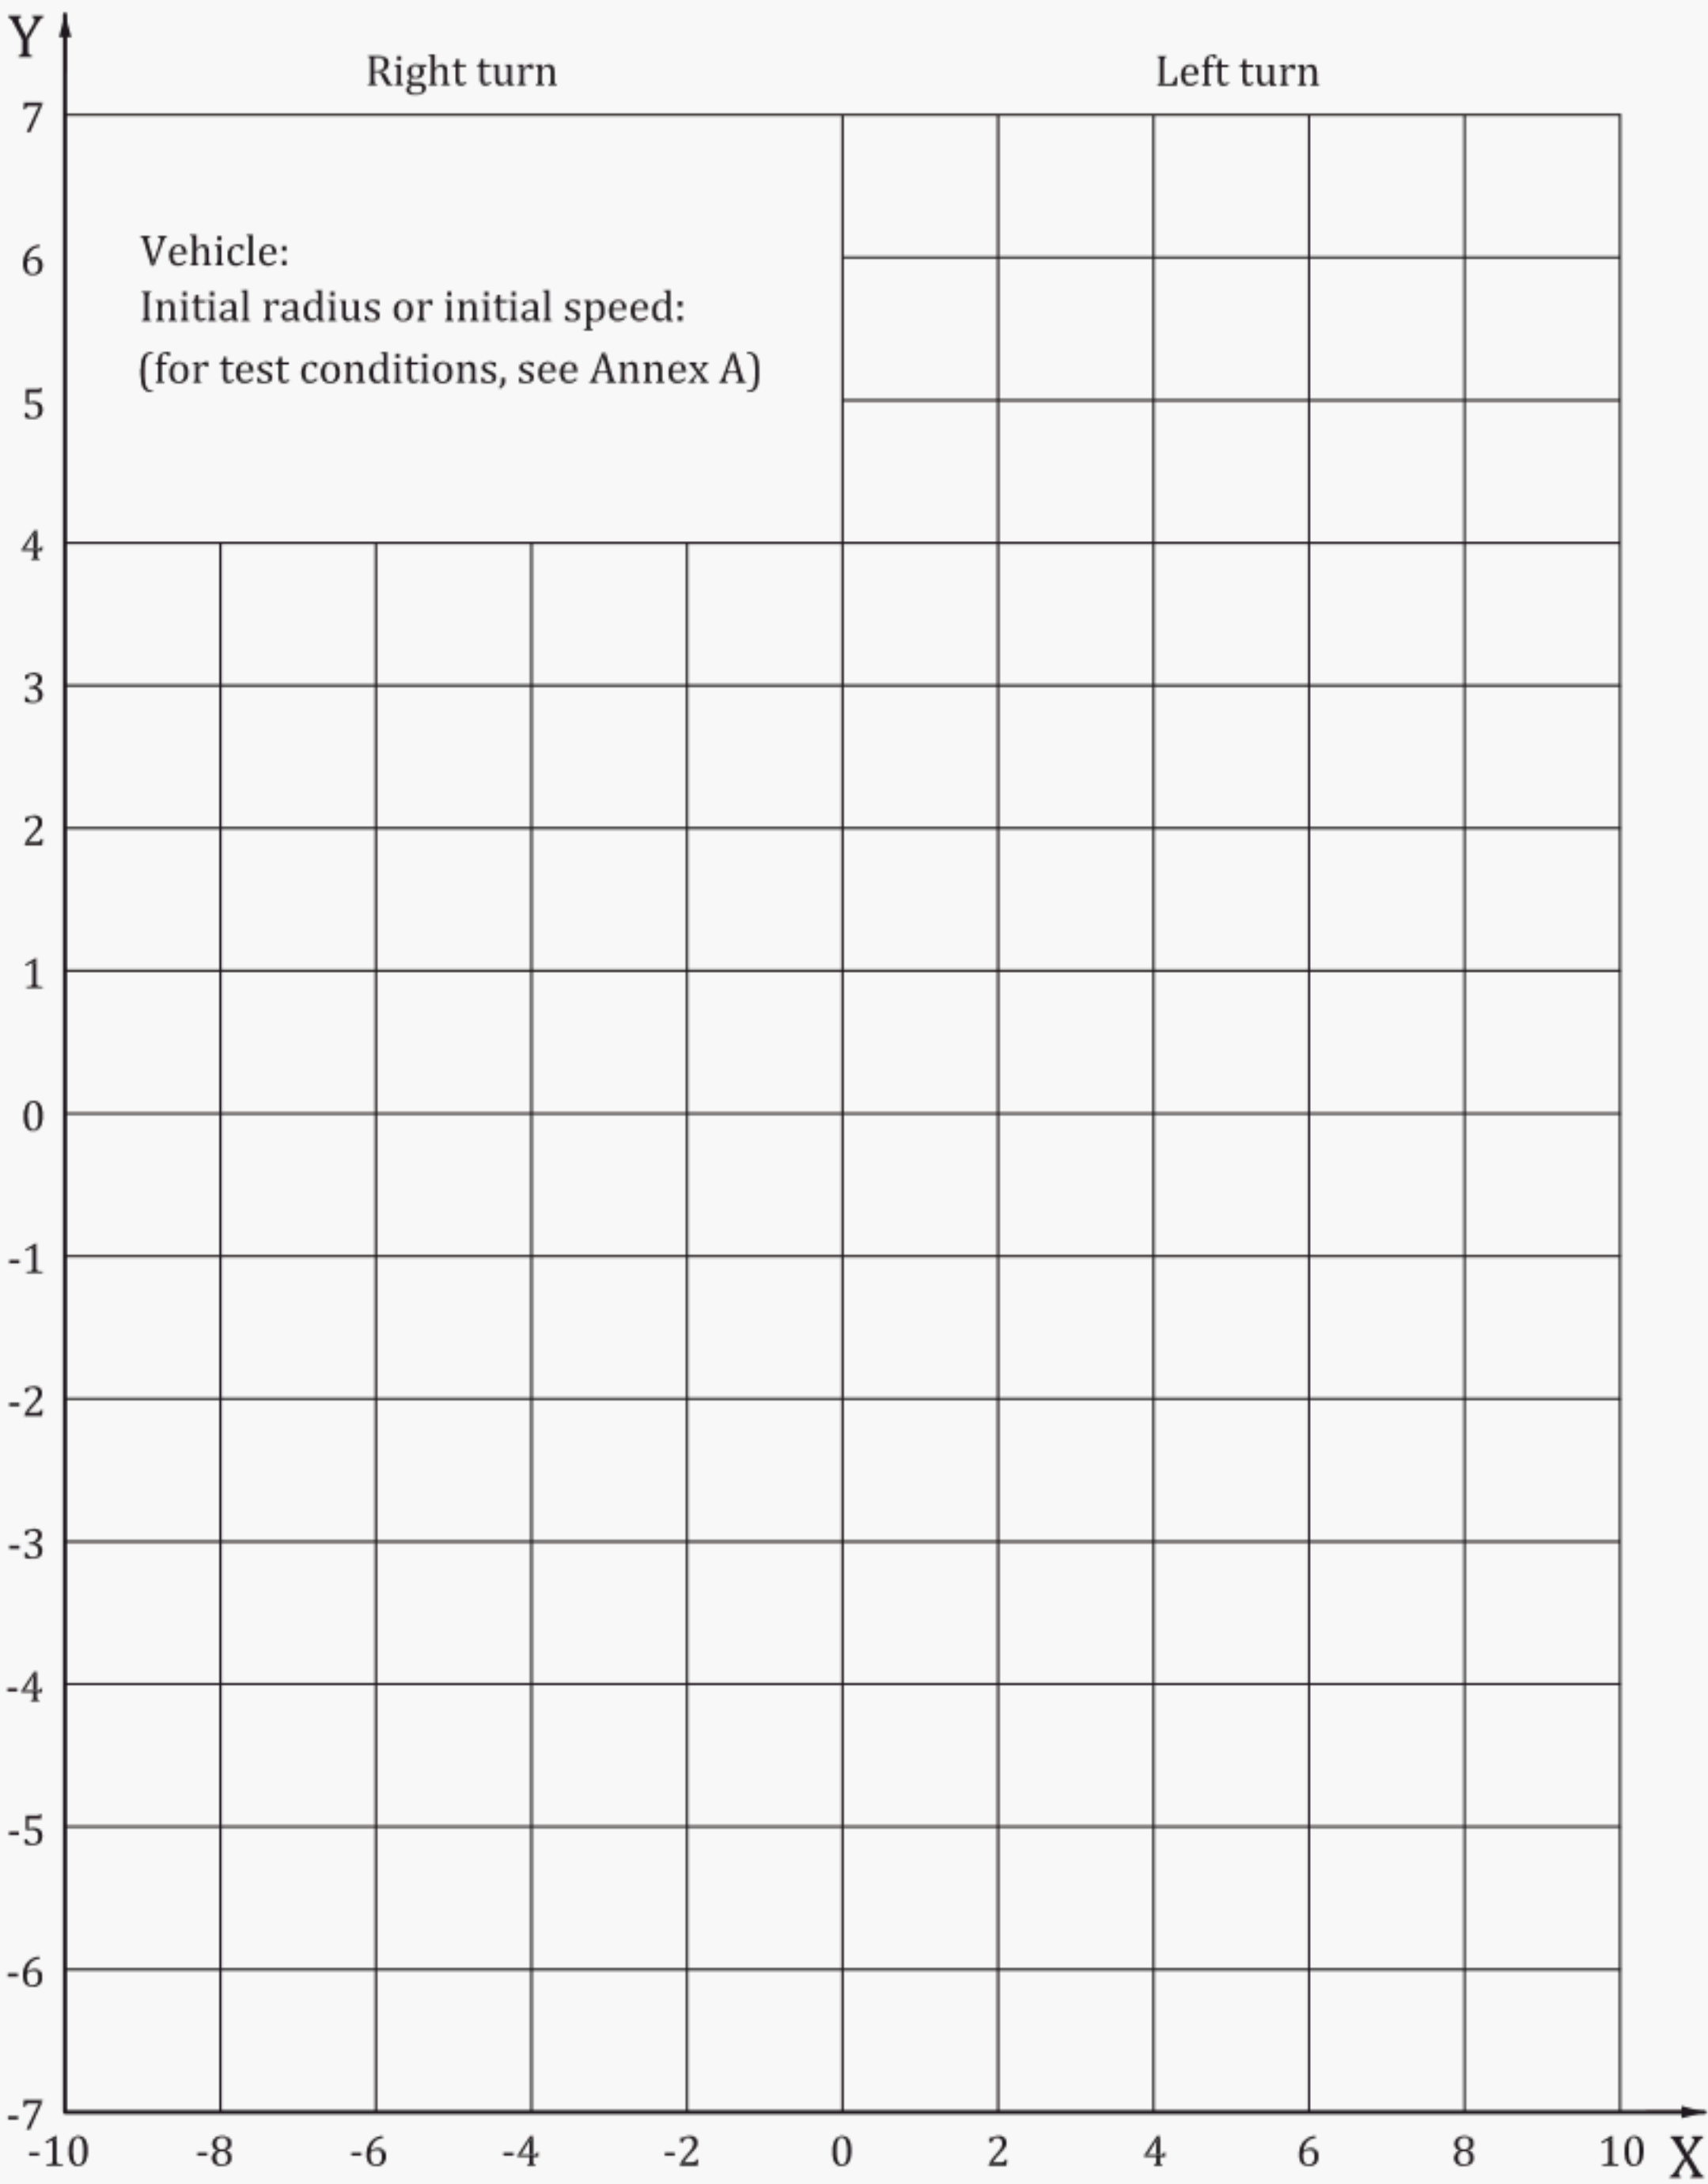 Y
Right turn Left turn
7
Vehicle:
6
Initial radius or initial speed:
(for test conditions, see Annex A)
5
4
3
2
1
0
-1
-2
-3
-4
-5
-6
-7
-10 -8 -6 -4 -2 0 2 4 6 8 10 X